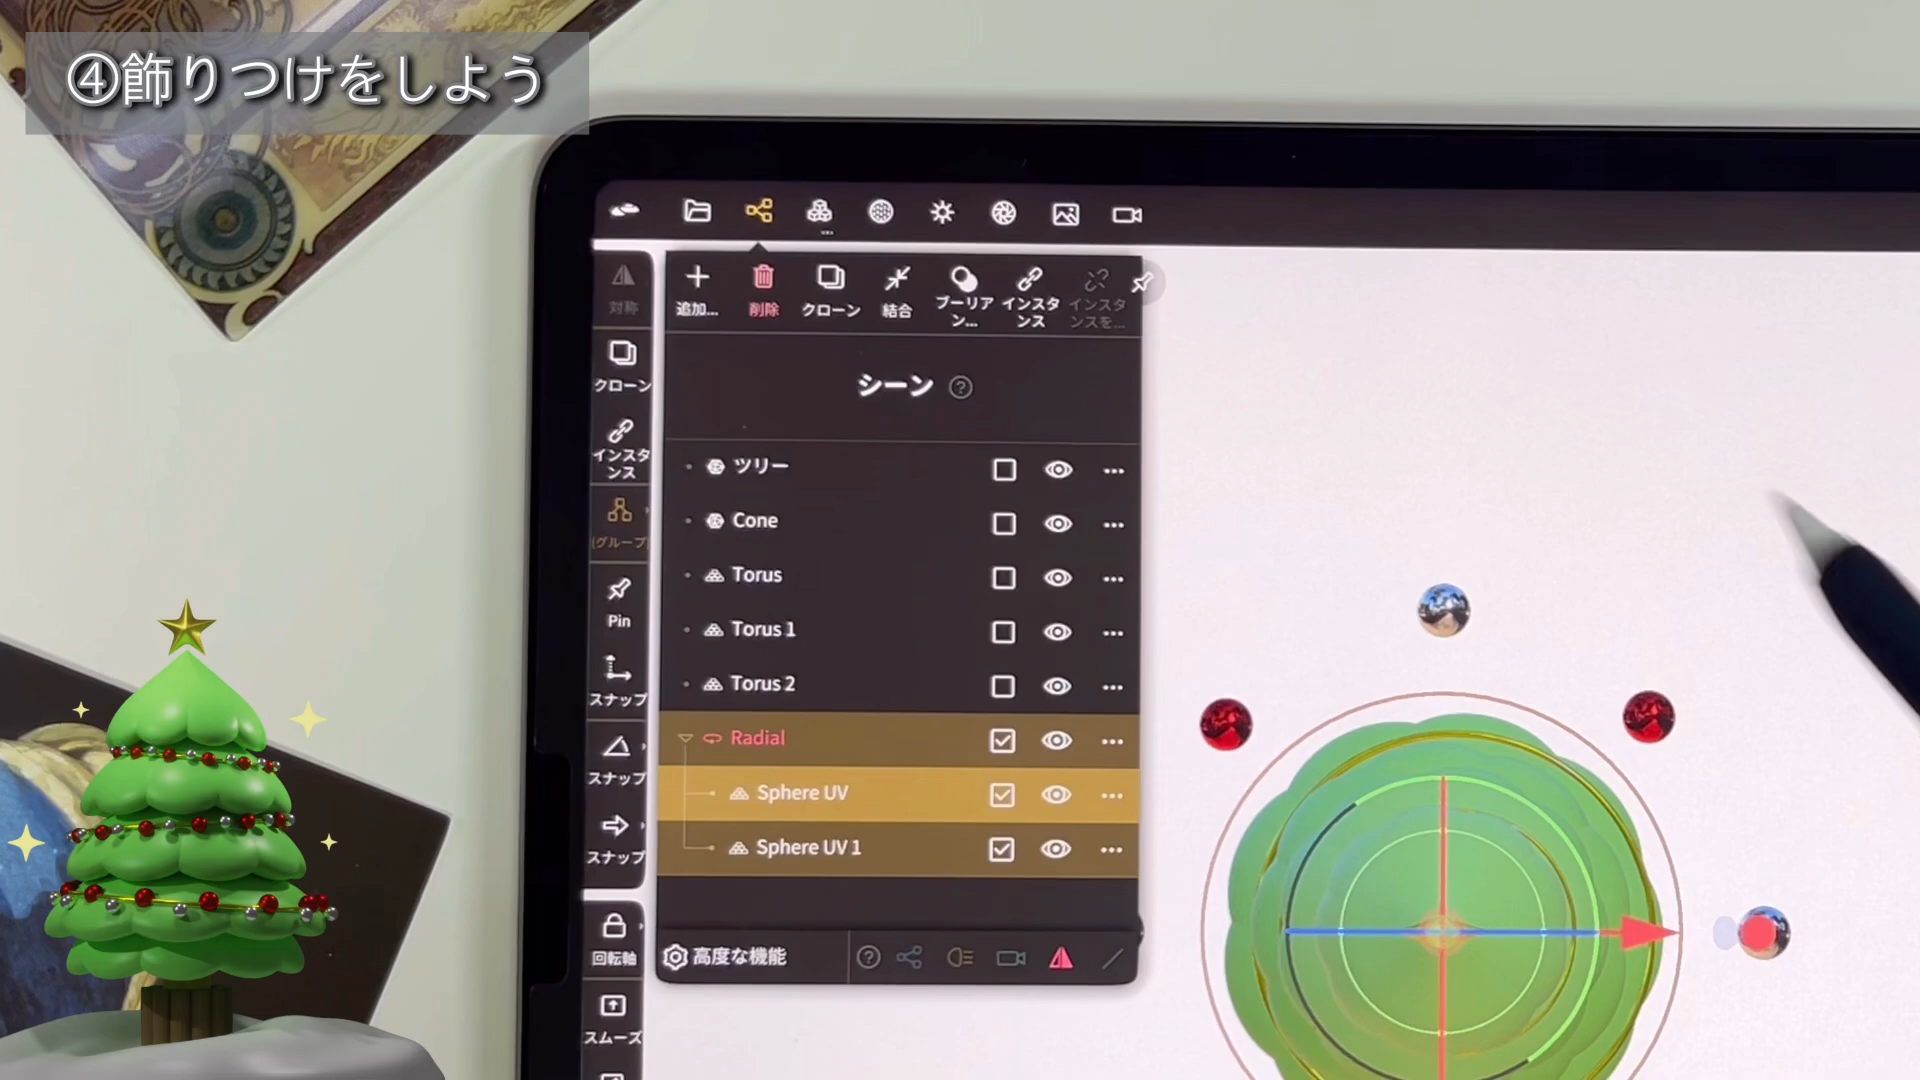 ④飾りつけをしよう
追加...
削除
クローン
結合
ブーリア
ン...
インスタ
ンス
インスタ
ンスを...
対称
クローン
インスタ
ンス
(グループ)
Pin
スナップ
スナップ
スナップ
回転軸
スムーズ
シーン
ツリー
Cone
Torus
Torus 1
Torus 2
Radial
Sphere UV
Sphere UV 1
高度な機能